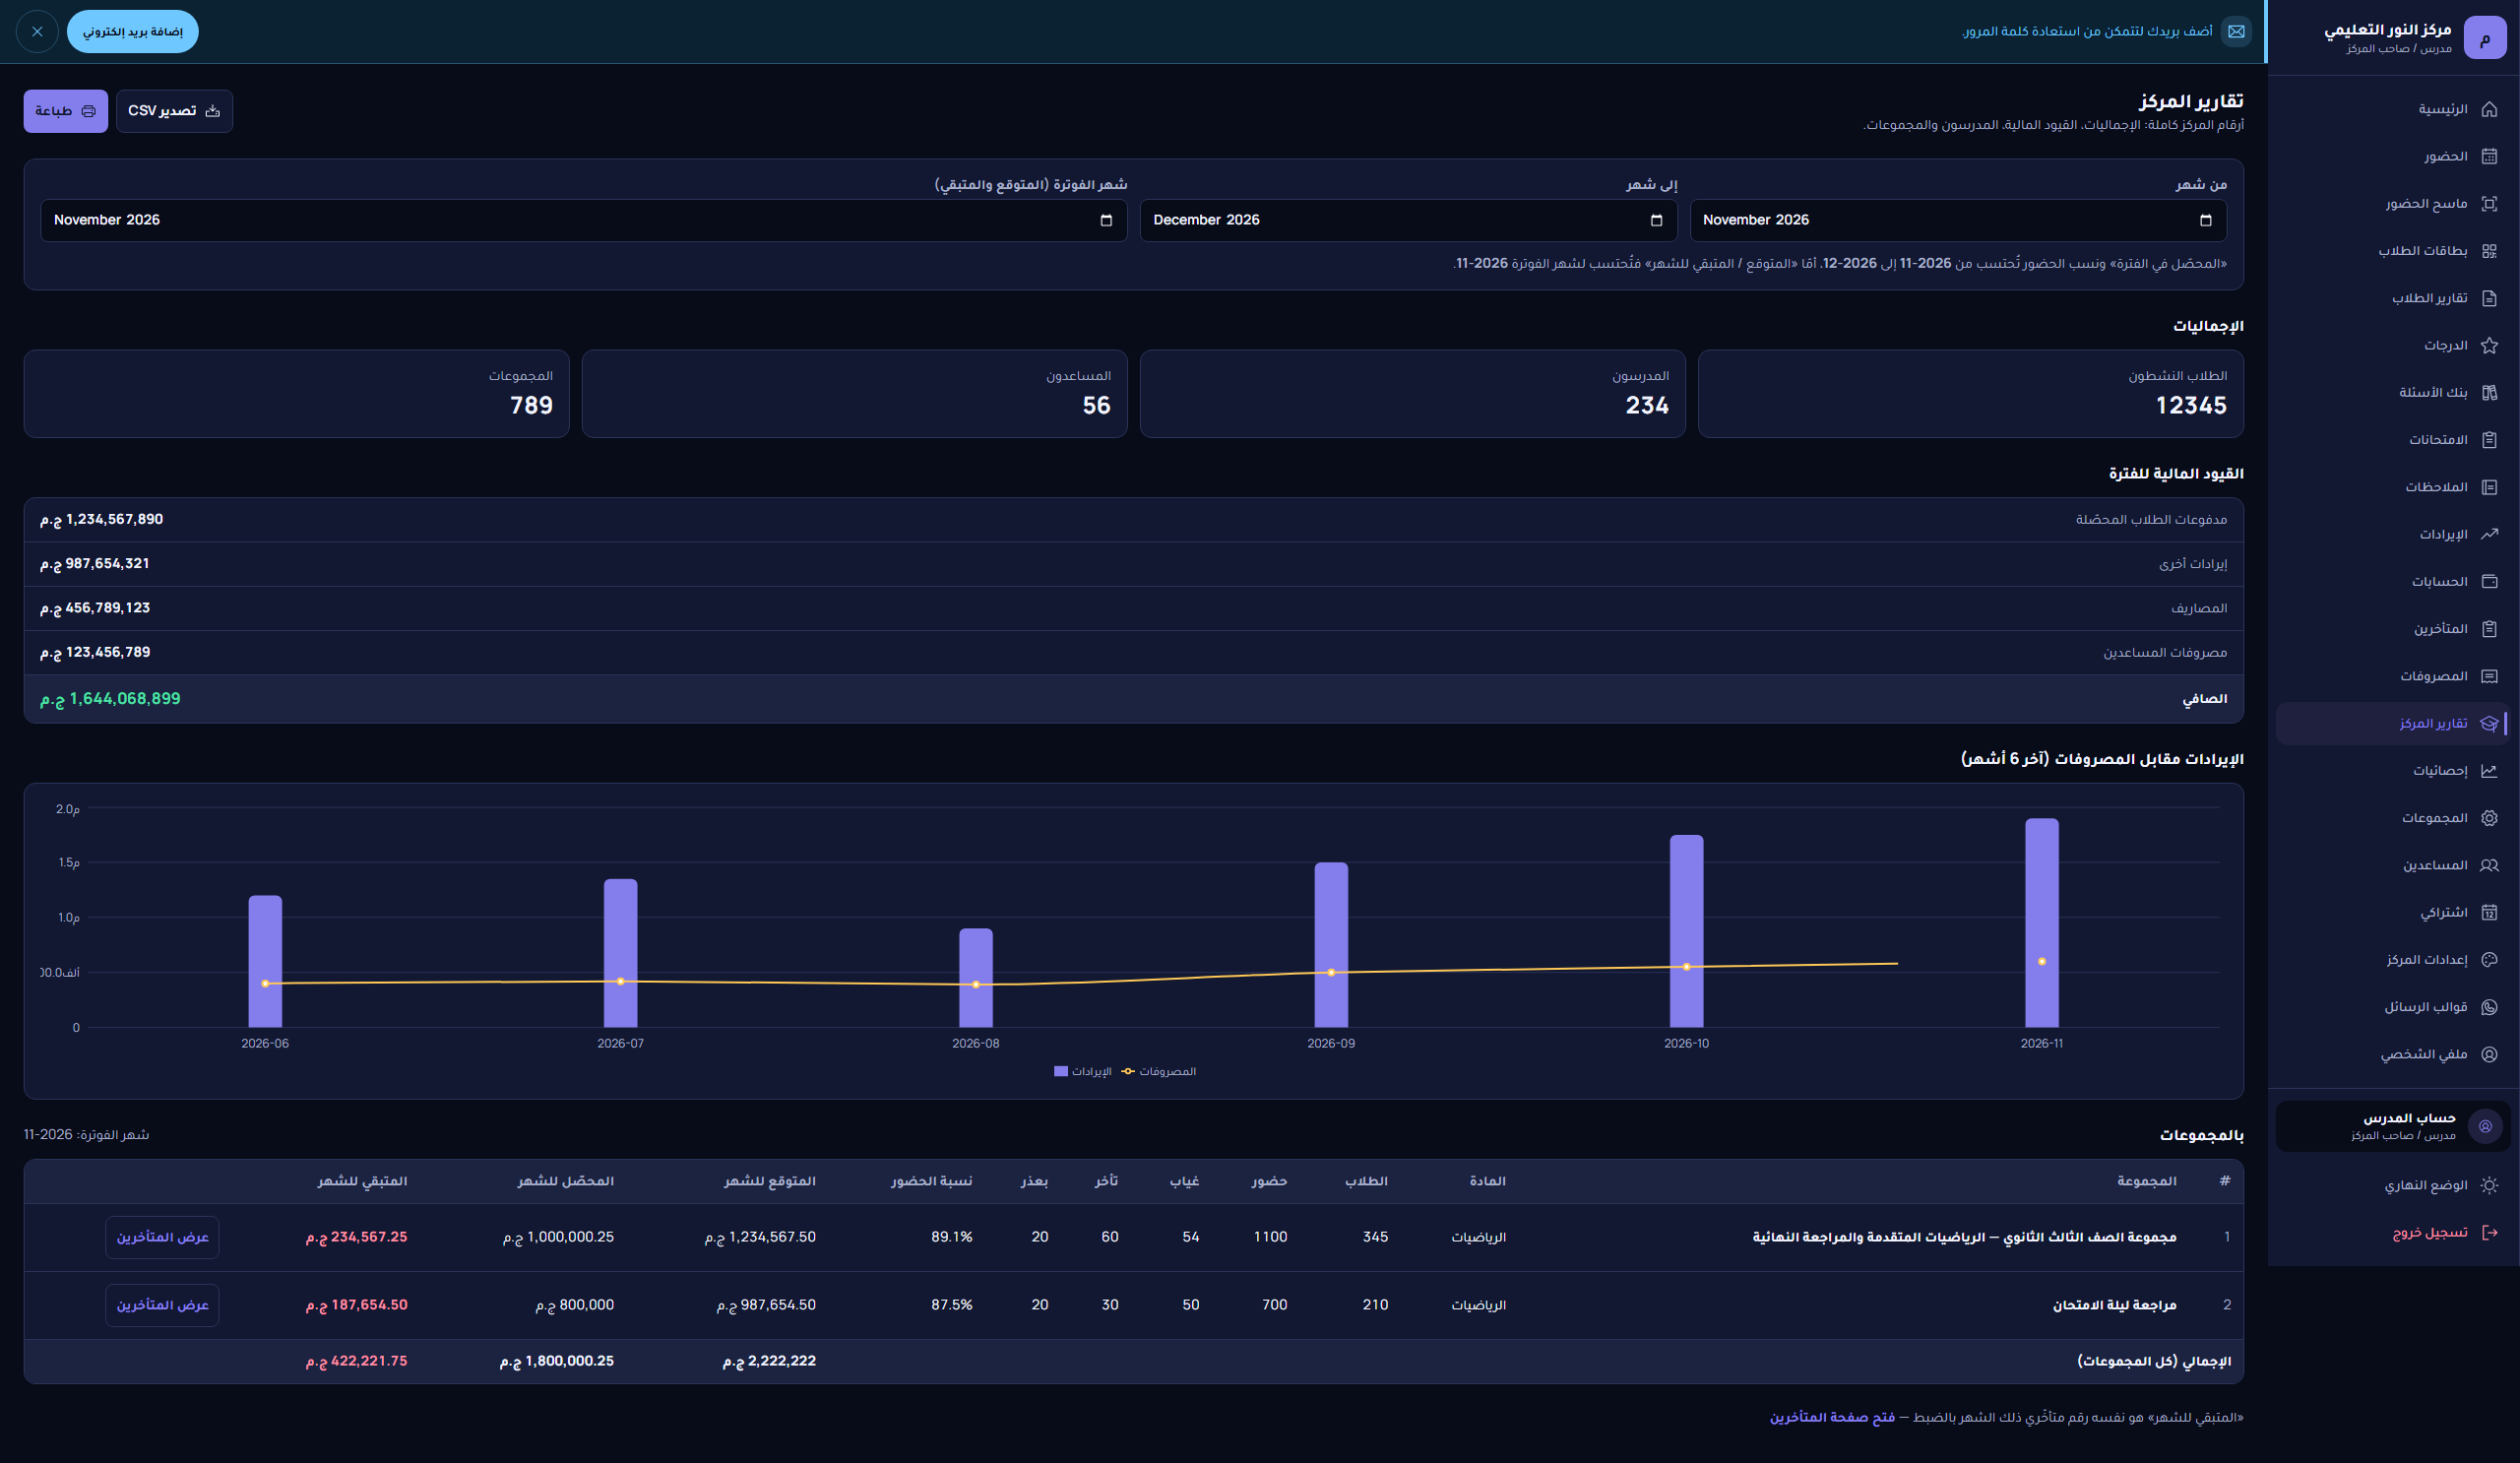 مركز النور التعليمي
مدرس / صاحب المركز
م
الرئيسية
الحضور
ماسح الحضور
بطاقات الطلاب
تقارير الطلاب
الدرجات
بنك الأسئلة
الامتحانات
الملاحظات
الإيرادات
الحسابات
المتأخرين
المصروفات
تقارير المركز
إحصائيات
المجموعات
المساعدين
اشتراكي
إعدادات المركز
قوالب الرسائل
ملفي الشخصي
حساب المدرس
مدرس / صاحب المركز
الوضع النهاري
تسجيل خروج
أضف بريدك لتتمكن من استعادة كلمة المرور.
إضافة بريد إلكتروني
تقارير المركز
أرقام المركز كاملة: الإجماليات، القيود المالية، المدرسون والمجموعات.
تصدير CSV
طباعة
من شهر
November 2026
إلى شهر
December 2026
شهر الفوترة (المتوقع والمتبقي)
November 2026
«المحصّل في الفترة» ونسب الحضور تُحتسب من 2026-11 إلى 2026-12. أمّا «المتوقع / المتبقي للشهر» فتُحتسب لشهر الفوترة 2026-11.
الإجماليات
الطلاب النشطون
12345
المدرسون
234
المساعدون
56
المجموعات
789
القيود المالية للفترة
مدفوعات الطلاب المحصّلة 1,234,567,890 ج.م
إيرادات أخرى 987,654,321 ج.م
المصاريف 456,789,123 ج.م
مصروفات المساعدين 123,456,789 ج.م
الصافي 1,644,068,899 ج.م
الإيرادات مقابل المصروفات (آخر 6 أشهر)
2.0م
1.5م
1.0م
00.0ألف
0
2026-06 2026-07 2026-08 2026-09 2026-10 2026-11
الإيرادات المصروفات
بالمجموعات
شهر الفوترة: 2026-11
# المجموعة المادة الطلاب حضور غياب تأخر بعذر نسبة الحضور المتوقع للشهر المحصّل للشهر المتبقي للشهر
1 مجموعة الصف الثالث الثانوي — الرياضيات المتقدمة والمراجعة النهائية الرياضيات 345 1100 54 60 20 89.1% 1,234,567.50 ج.م 1,000,000.25 ج.م 234,567.25 ج.م عرض المتأخرين
2 مراجعة ليلة الامتحان الرياضيات 210 700 50 30 20 87.5% 987,654.50 ج.م 800,000 ج.م 187,654.50 ج.م عرض المتأخرين
الإجمالي (كل المجموعات) 2,222,222 ج.م 1,800,000.25 ج.م 422,221.75 ج.م
«المتبقي للشهر» هو نفسه رقم متأخّري ذلك الشهر بالضبط — فتح صفحة المتأخرين